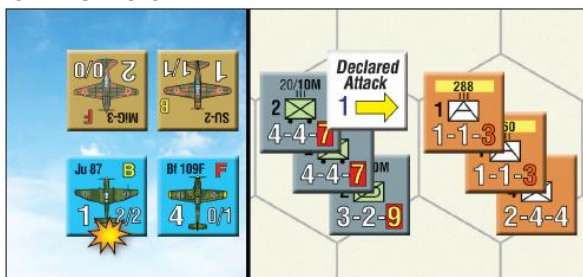 2
0/0
MiG-3
F
1
1/1
SU-2
B
Ju 87 B
1 2/2
Bf 109F F
4 0/1
20/10M
2
4-4-7
4-4-7
3-2-9
Declared
Attack
1
288
1
1-1-3
1-1-3
2-4-4